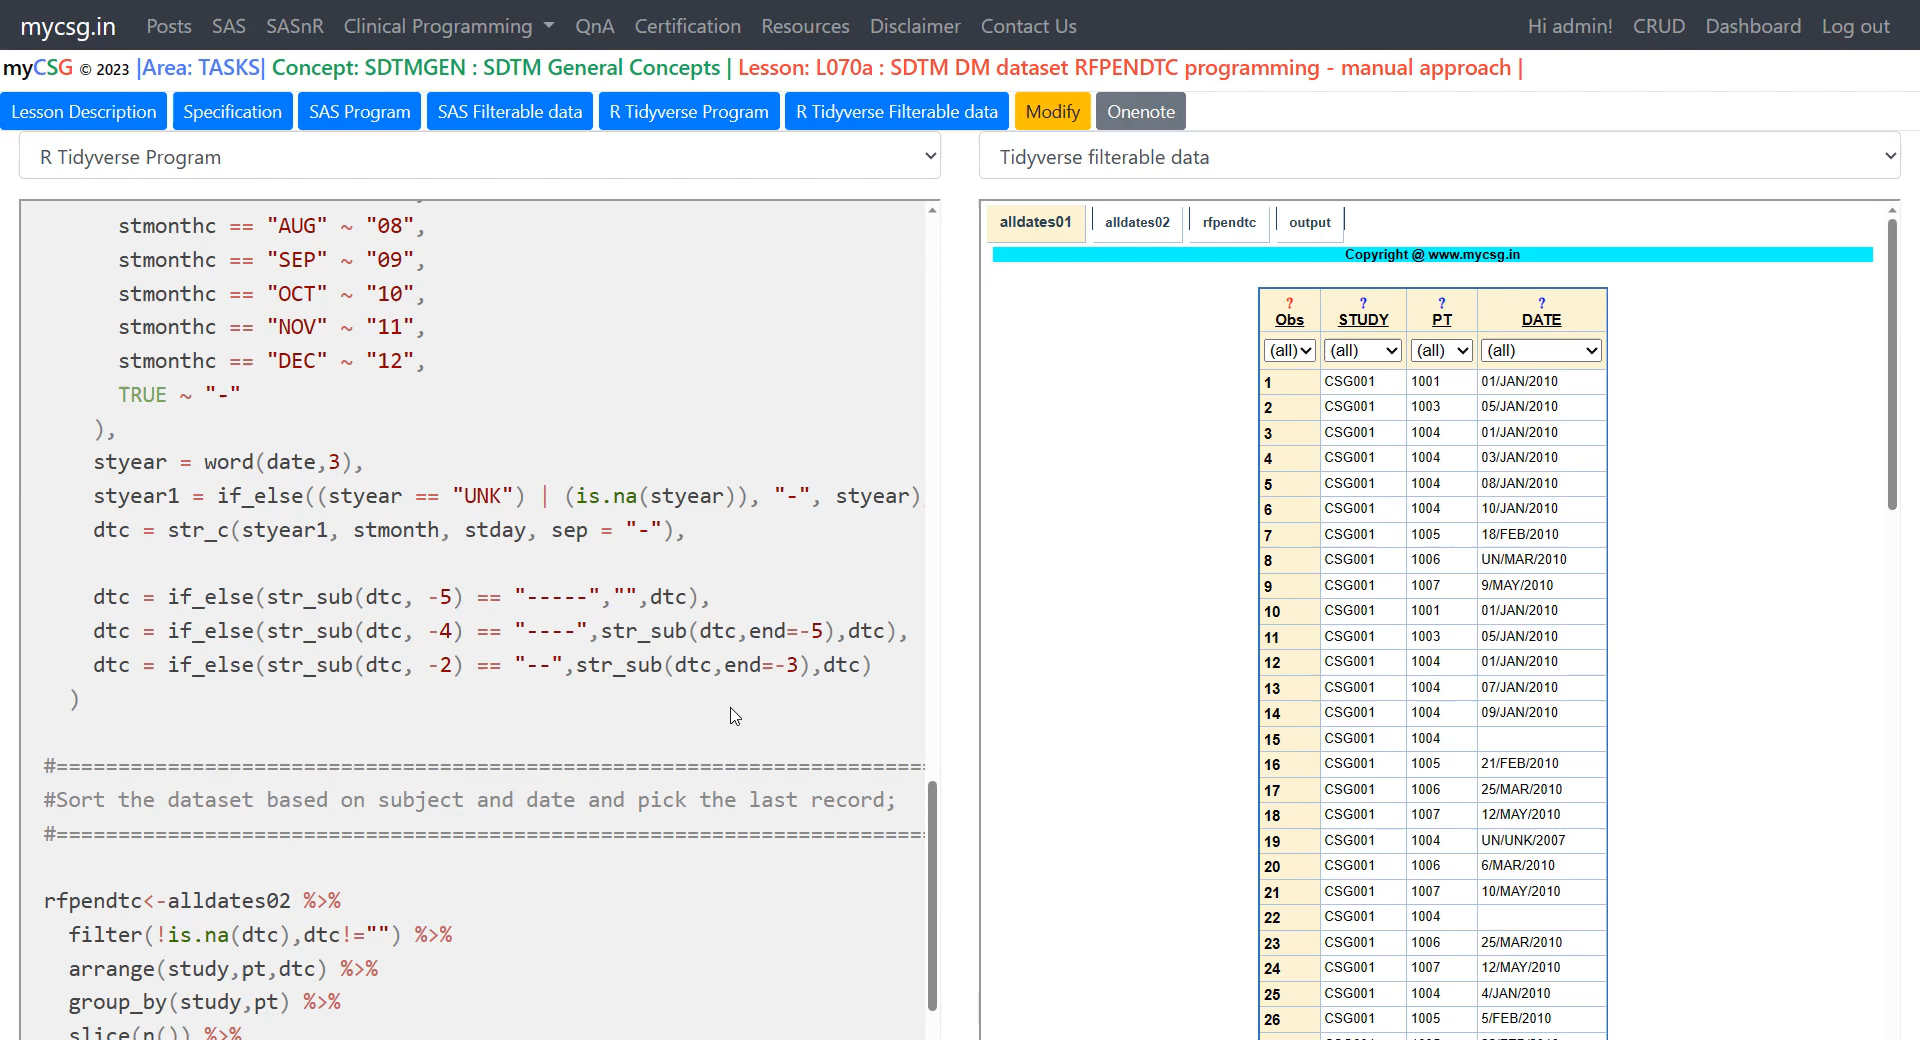 mycsg.in Posts SAS SASnR Clinical Programming QnA Certification Resources Disclaimer Contact Us Hi admin! CRUD Dashboard Log out
myCSG © 2023 |Area: TASKS| Concept: SDTMGEN : SDTM General Concepts | Lesson: L070a : SDTM DM dataset RFPENDTC programming - manual approach |
Lesson Description Specification SAS Program SAS Filterable data R Tidyverse Program R Tidyverse Filterable data Modify Onenote
R Tidyverse Program
stmonthc == "AUG" ~ "08",
stmonthc == "SEP" ~ "09",
stmonthc == "OCT" ~ "10",
stmonthc == "NOV" ~ "11",
stmonthc == "DEC" ~ "12",
TRUE ~ "-"
),
styear = word(date,3),
styear1 = if_else((styear == "UNK") | (is.na(styear)), "-", styear)
dtc = str_c(styear1, stmonth, stday, sep = "-"),
dtc = if_else(str_sub(dtc, -5) == "-----","",dtc),
dtc = if_else(str_sub(dtc, -4) == "----",str_sub(dtc,end=-5),dtc),
dtc = if_else(str_sub(dtc, -2) == "--",str_sub(dtc,end=-3),dtc)
)
#=======================================================================
#Sort the dataset based on subject and date and pick the last record;
#=======================================================================
rfpendtc<-alldates02 %>%
filter(!is.na(dtc),dtc!="") %>%
arrange(study,pt,dtc) %>%
group_by(study,pt) %>%
slice(n()) %>%
Tidyverse filterable data
alldates01 alldates02 rfpendtc output
Copyright @ www.mycsg.in
? ? ? ?
Obs STUDY PT DATE
(all) (all) (all) (all)
1 CSG001 1001 01/JAN/2010
2 CSG001 1003 05/JAN/2010
3 CSG001 1004 01/JAN/2010
4 CSG001 1004 03/JAN/2010
5 CSG001 1004 08/JAN/2010
6 CSG001 1004 10/JAN/2010
7 CSG001 1005 18/FEB/2010
8 CSG001 1006 UN/MAR/2010
9 CSG001 1007 9/MAY/2010
10 CSG001 1001 01/JAN/2010
11 CSG001 1003 05/JAN/2010
12 CSG001 1004 01/JAN/2010
13 CSG001 1004 07/JAN/2010
14 CSG001 1004 09/JAN/2010
15 CSG001 1004
16 CSG001 1005 21/FEB/2010
17 CSG001 1006 25/MAR/2010
18 CSG001 1007 12/MAY/2010
19 CSG001 1004 UN/UNK/2007
20 CSG001 1006 6/MAR/2010
21 CSG001 1007 10/MAY/2010
22 CSG001 1004
23 CSG001 1006 25/MAR/2010
24 CSG001 1007 12/MAY/2010
25 CSG001 1004 4/JAN/2010
26 CSG001 1005 5/FEB/2010